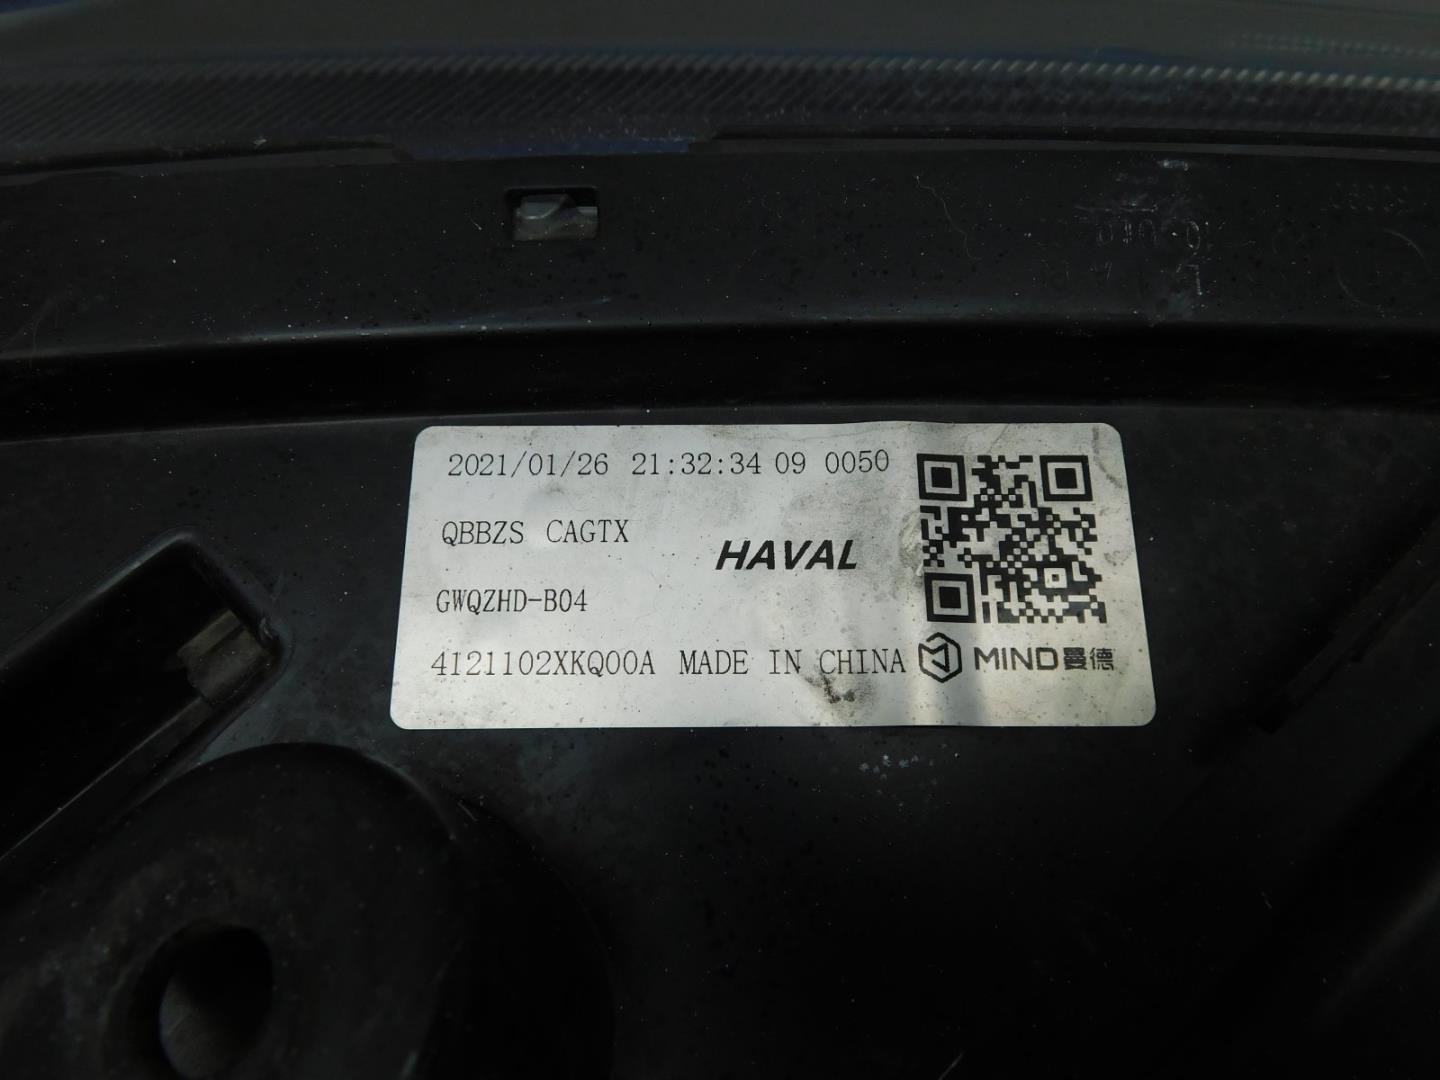 2021/01/26 21:32:34 09 0050
QBBZS CAGTX
HAVAL
GWQZHD-B04
4121102XKQ00A MADE IN CHINA
MIND曼德